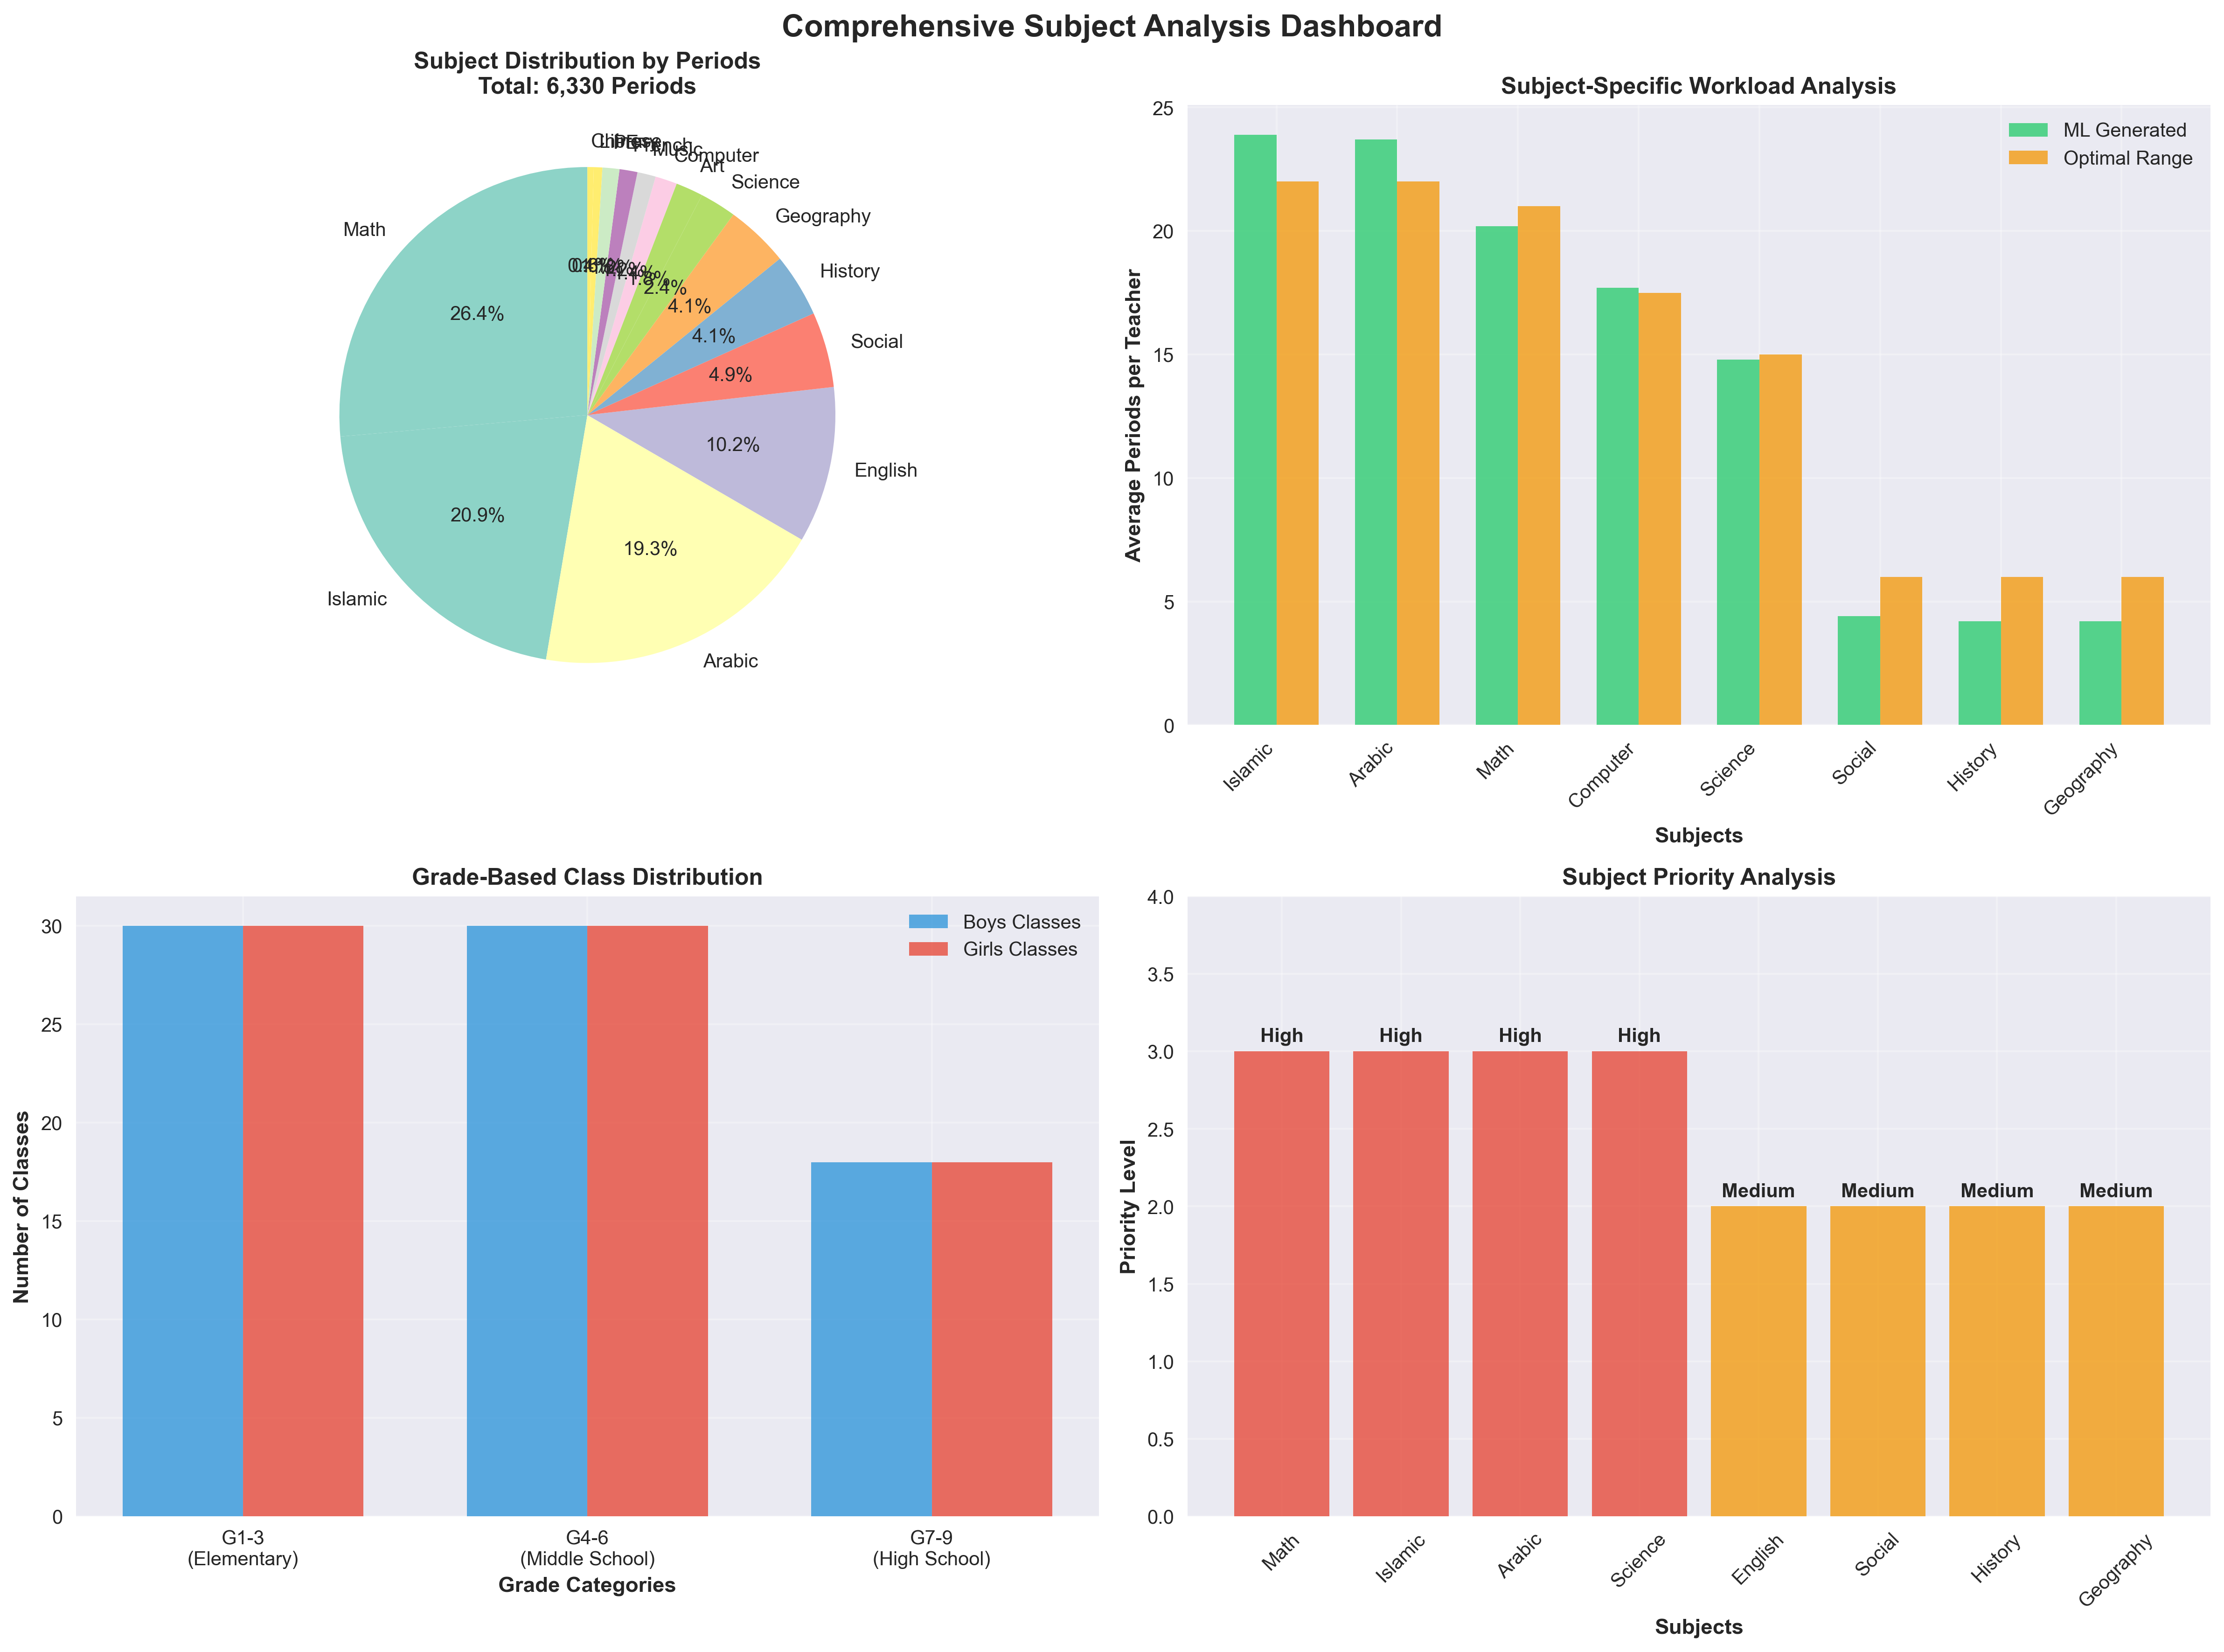 Comprehensive Subject Analysis Dashboard
Subject Distribution by Periods
Total: 6,330 Periods
Music
Computer
Art
Science
Geography
History
Social
English
Arabic
Islamic
Math
26.4%
20.9%
19.3%
10.2%
4.9%
4.1%
4.1%
2.4%
Subject-Specific Workload Analysis
ML Generated
Optimal Range
Average Periods per Teacher
25
20
15
10
5
0
Islamic
Arabic
Math
Computer
Science
Social
History
Geography
Subjects
Grade-Based Class Distribution
Boys Classes
Girls Classes
Number of Classes
30
25
20
15
10
5
0
G1-3
(Elementary)
G4-6
(Middle School)
G7-9
(High School)
Grade Categories
Subject Priority Analysis
Priority Level
4.0
3.5
3.0
2.5
2.0
1.5
1.0
0.5
0.0
High
High
High
High
Medium
Medium
Medium
Medium
Math
Islamic
Arabic
Science
English
Social
History
Geography
Subjects